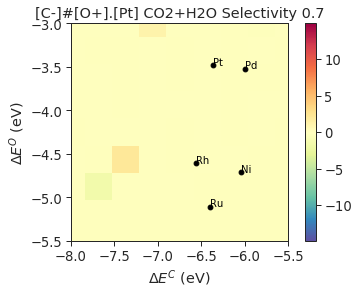 [C-]#[O+].[Pt] CO2+H2O Selectivity 0.7
−3.0
−3.5
−4.0
−4.5
−5.0
−5.5
ΔE^O (eV)
Pt
Pd
Rh
Ni
Ru
−8.0 −7.5 −7.0 −6.5 −6.0 −5.5
ΔE^C (eV)
10
5
0
−5
−10